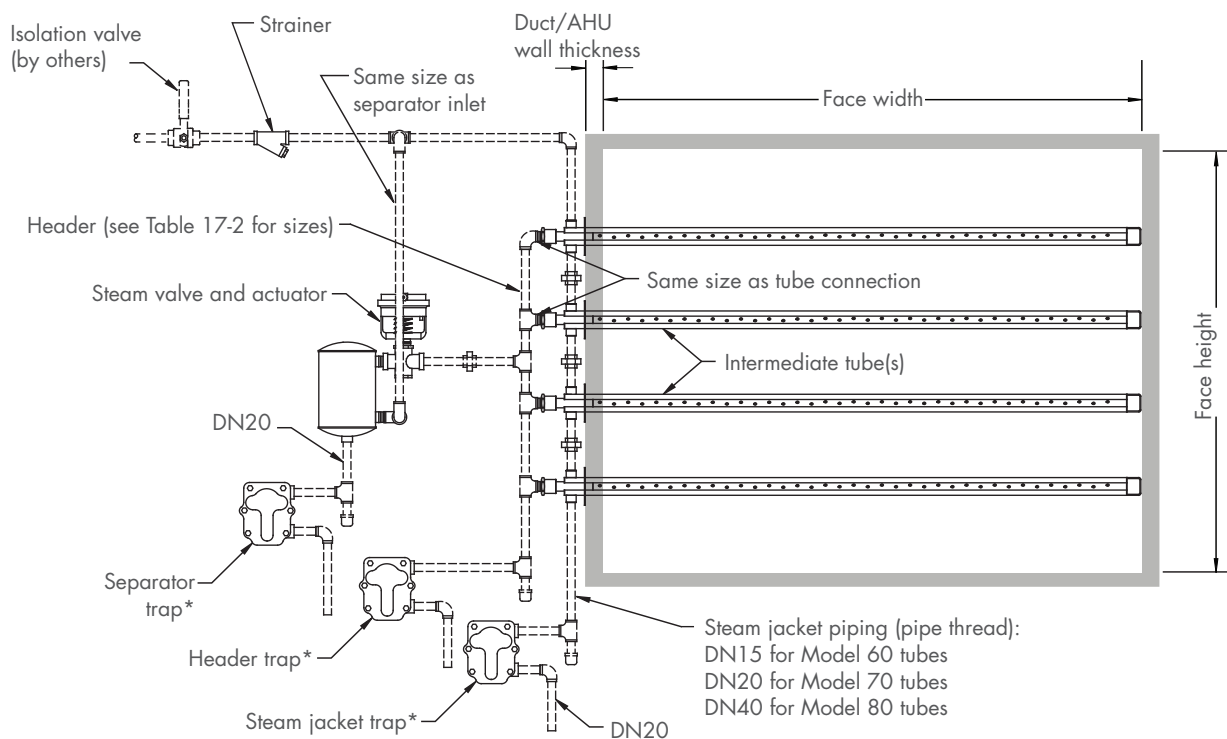 Isolation valve
(by others)
Strainer
Same size as
separator inlet
Duct/AHU
wall thickness
Face width
Header (see Table 17-2 for sizes)
Same size as tube connection
Steam valve and actuator
Intermediate tube(s)
Face height
DN20
Separator
trap*
Header trap*
Steam jacket trap*
DN20
Steam jacket piping (pipe thread):
DN15 for Model 60 tubes
DN20 for Model 70 tubes
DN40 for Model 80 tubes